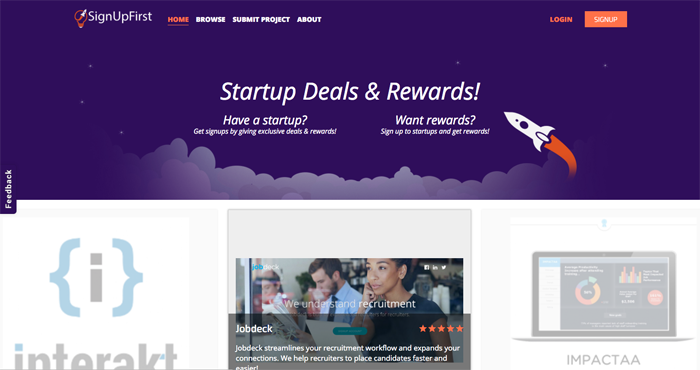 SignUpFirst
HOME BROWSE SUBMIT PROJECT ABOUT LOGIN SIGNUP
Startup Deals & Rewards!
Have a startup? Want rewards?
Get signups by giving exclusive deals & rewards! Sign up to startups and get rewards!
Feedback
{i}
interakt
JobDeck
We understand recruitment
Jobdeck
Jobdeck streamlines your recruitment workflow and expands your
connections. We help recruiters to place candidates faster and
easier!
IMPACTAA